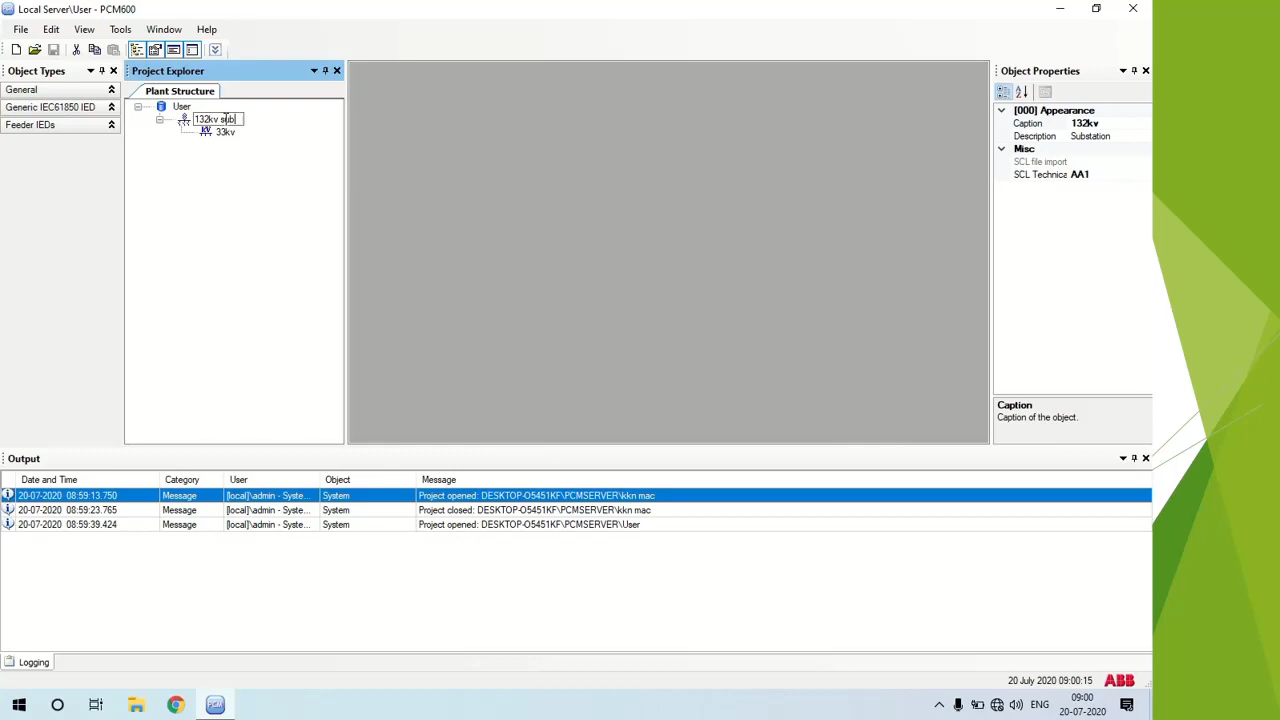 Local Server\User - PCM600
File Edit View Tools Window Help
Object Types
General
Generic IEC61850 IED
Feeder IEDs
Project Explorer
Plant Structure
User
132kv sub
33kv
Object Properties
[000] Appearance
Caption 132kv
Description Substation
Misc
SCL file import
SCL Technica AA1
Caption
Caption of the object.
Output
Date and Time Category User Object Message
20-07-2020 08:59:13.750 Message [local]\admin - Syste... System Project opened: DESKTOP-O5451KF\PCMSERVER\kkn mac
20-07-2020 08:59:23.765 Message [local]\admin - Syste... System Project closed: DESKTOP-O5451KF\PCMSERVER\kkn mac
20-07-2020 08:59:39.424 Message [local]\admin - Syste... System Project opened: DESKTOP-O5451KF\PCMSERVER\User
Logging
20 July 2020 09:00:15 ABB
PCM
ENG
09:00
20-07-2020